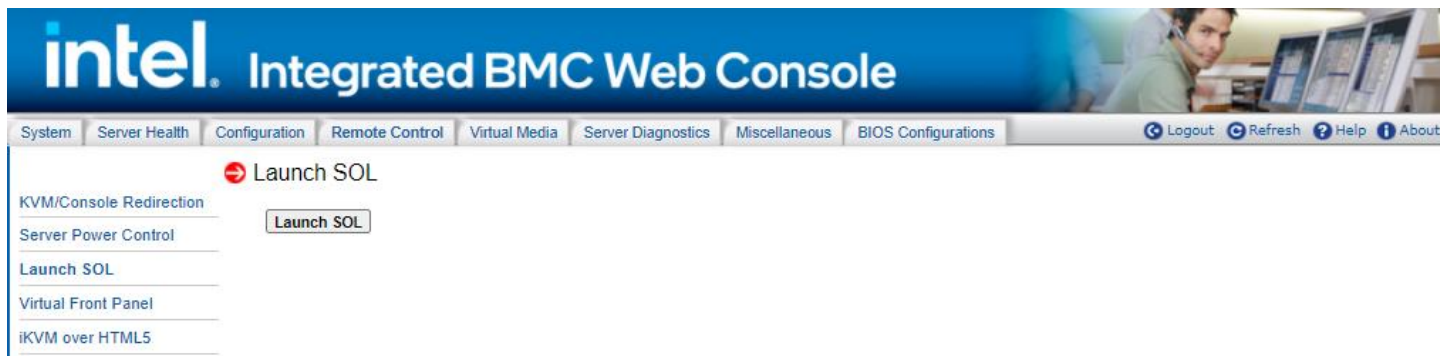 intel. Integrated BMC Web Console
System Server Health Configuration Remote Control Virtual Media Server Diagnostics Miscellaneous BIOS Configurations Logout Refresh Help About
Launch SOL
KVM/Console Redirection
Launch SOL
Server Power Control
Launch SOL
Virtual Front Panel
iKVM over HTML5